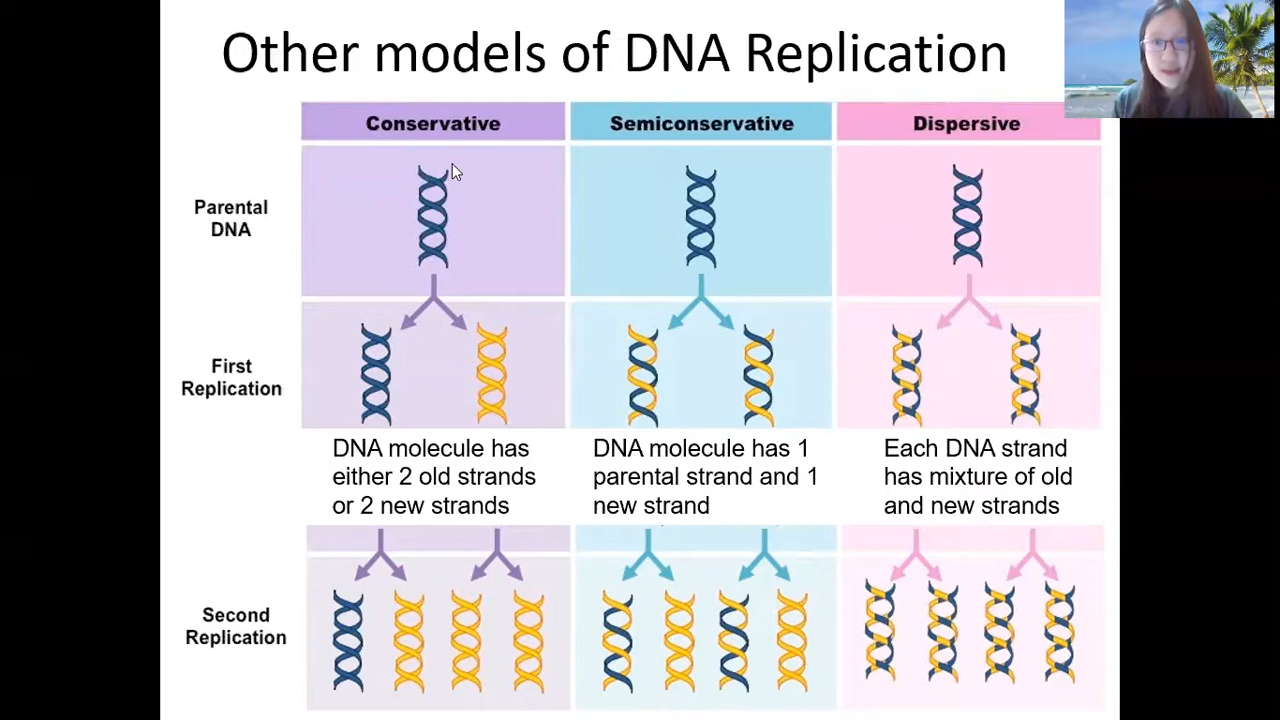 Other models of DNA Replication
Conservative
Semiconservative
Dispersive
Parental
DNA
First
Replication
DNA molecule has
either 2 old strands
or 2 new strands
DNA molecule has 1
parental strand and 1
new strand
Each DNA strand
has mixture of old
and new strands
Second
Replication